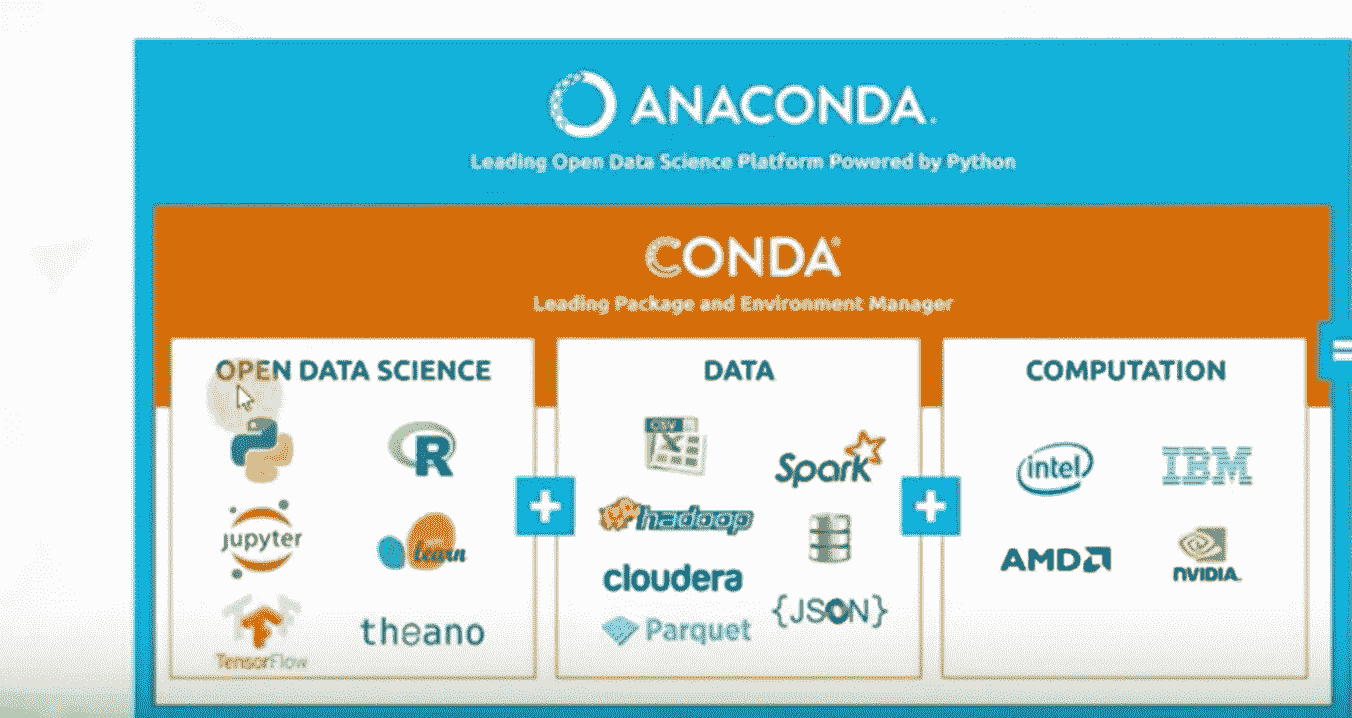 ANACONDA.
Leading Open Data Science Platform Powered by Python
CONDA®
Leading Package and Environment Manager
OPEN DATA SCIENCE
R
jupyter
learn
TensorFlow
theano
DATA
CSV
X
Spark
hadoop
cloudera
{JSON}
Parquet
COMPUTATION
intel
IBM
AMD
NVIDIA.
+
+
=